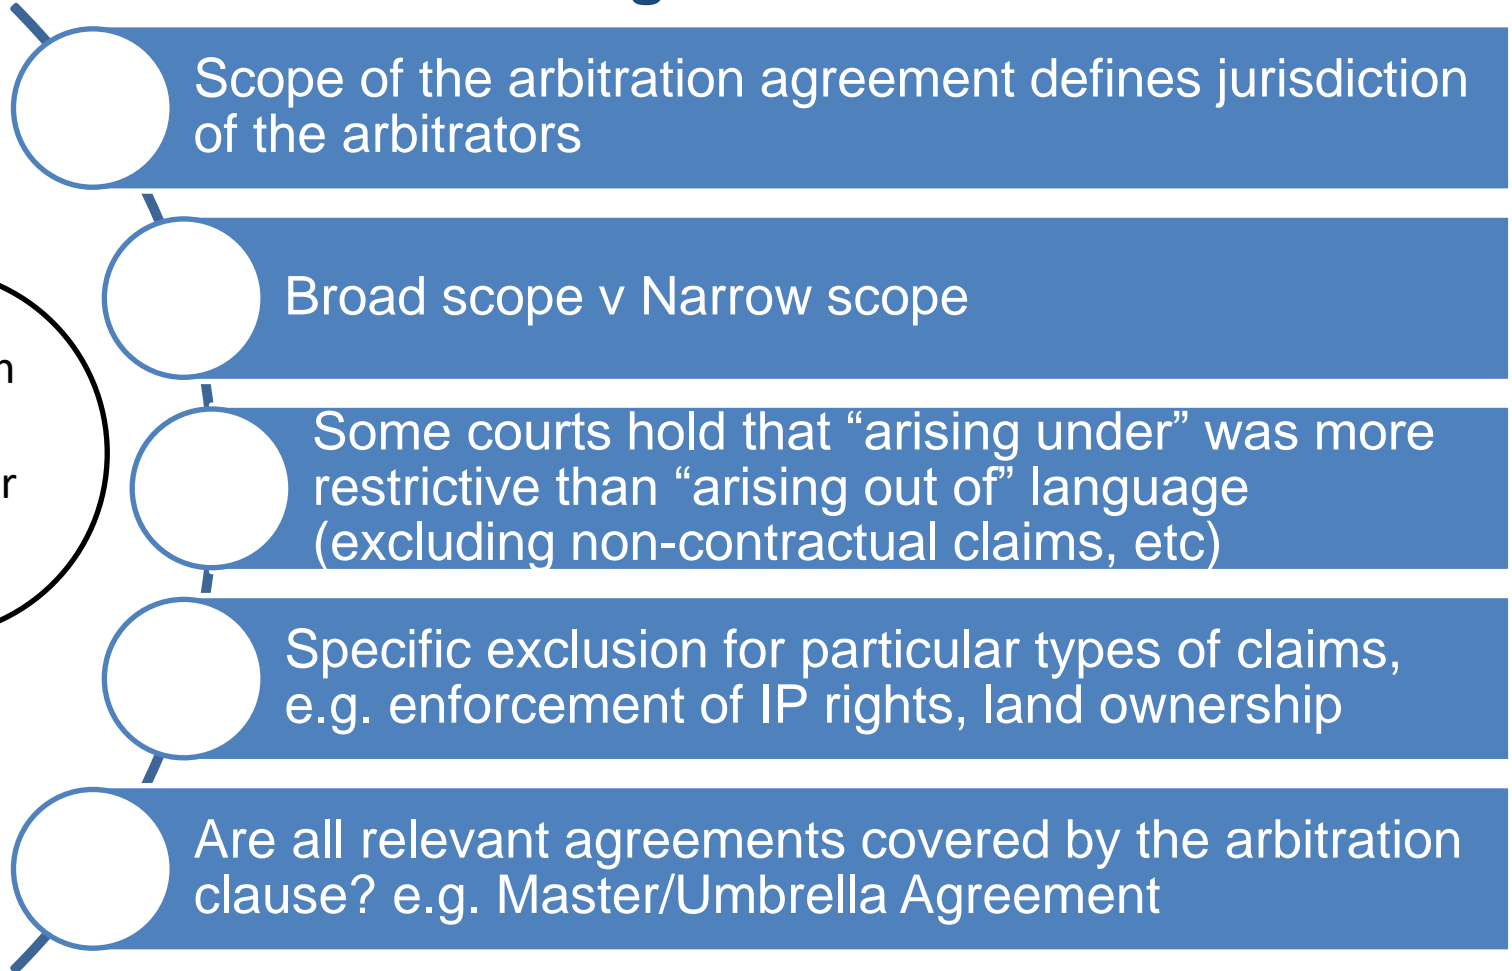 Scope of the arbitration agreement defines jurisdiction
of the arbitrators
Broad scope v Narrow scope
Some courts hold that “arising under” was more
restrictive than “arising out of” language
(excluding non-contractual claims, etc)
Specific exclusion for particular types of claims,
e.g. enforcement of IP rights, land ownership
Are all relevant agreements covered by the arbitration
clause? e.g. Master/Umbrella Agreement